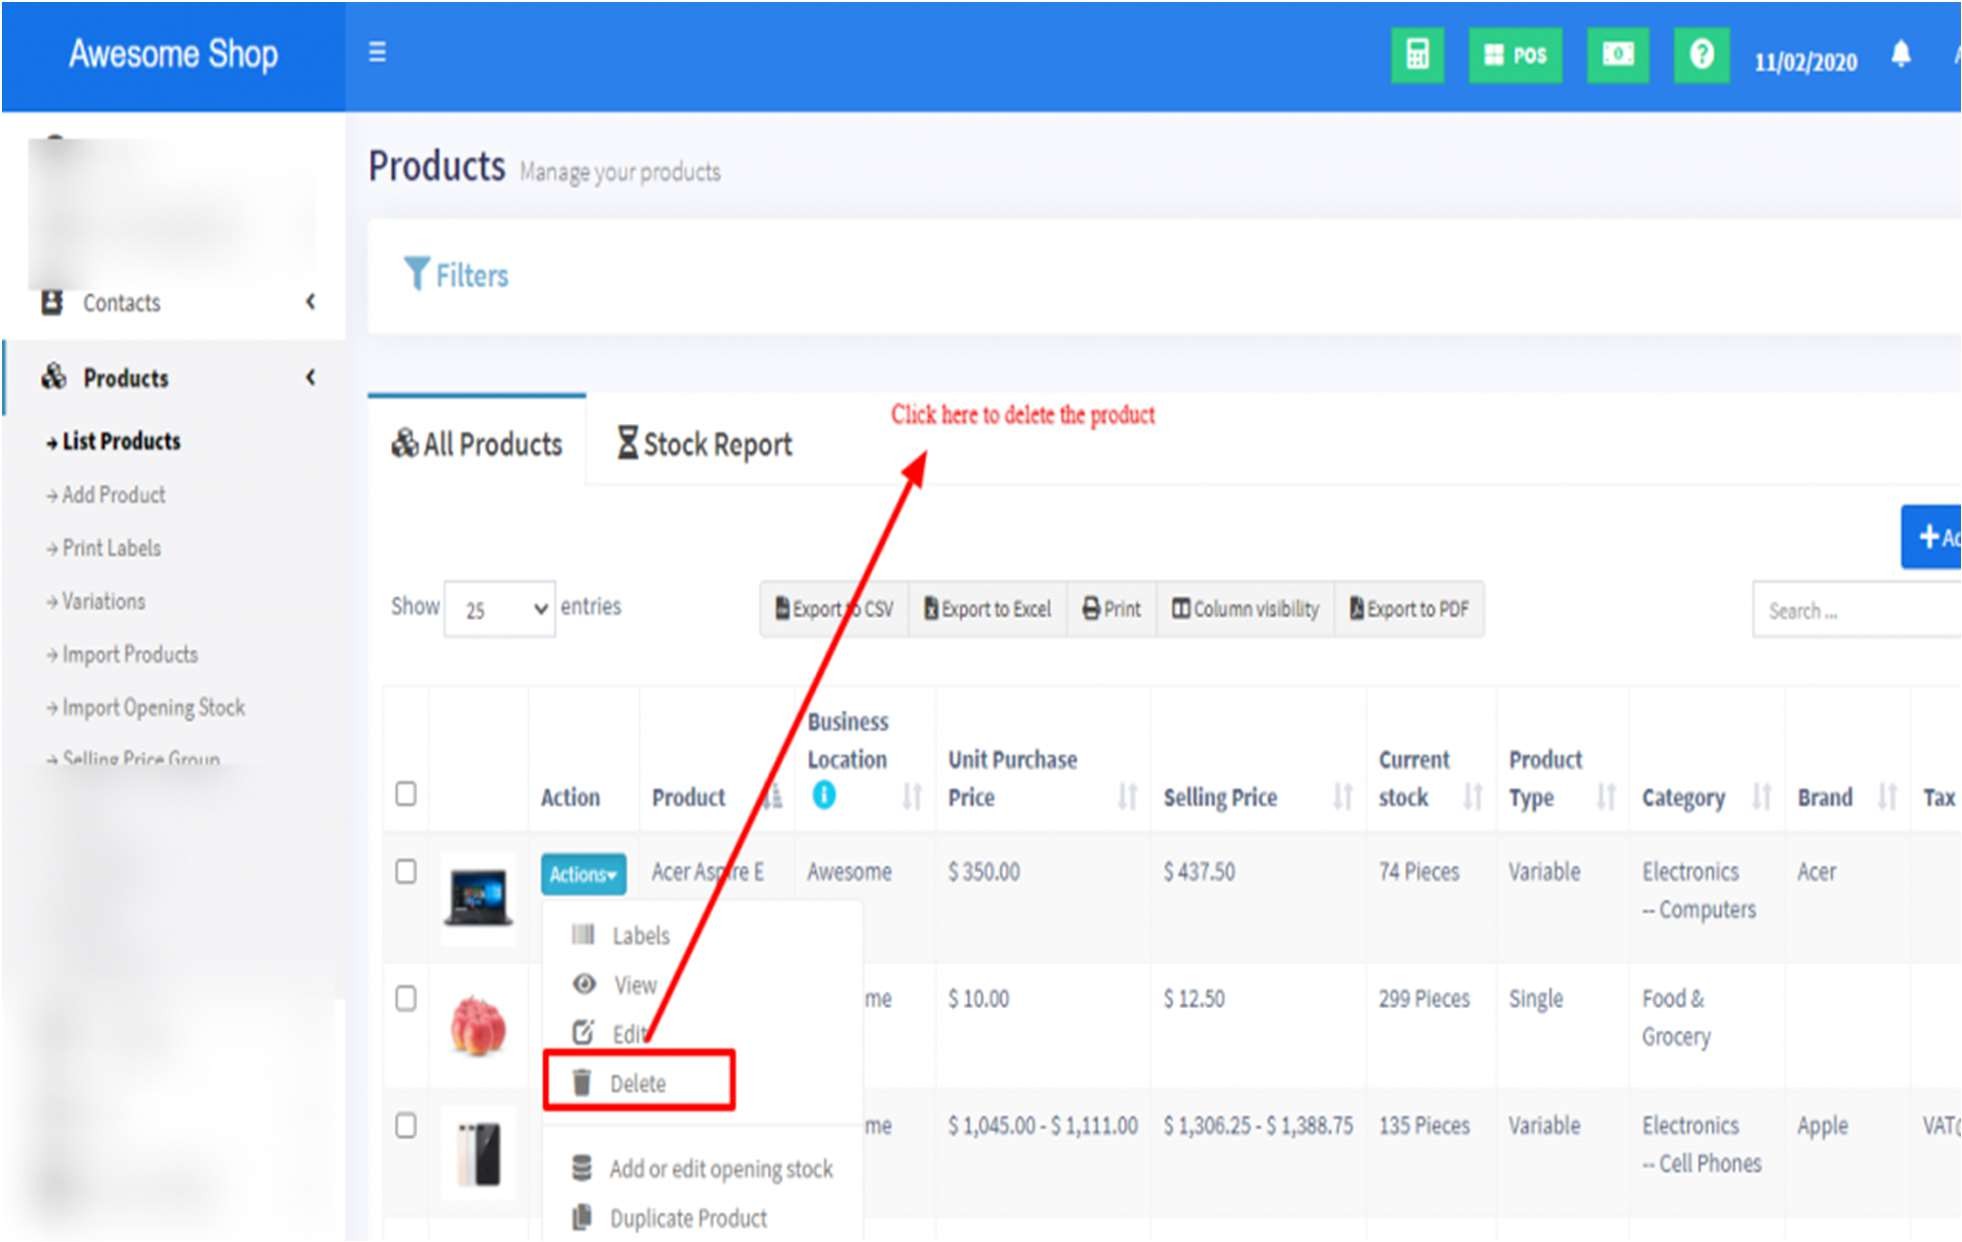 Awesome Shop
POS
11/02/2020
Products Manage your products
Filters
Contacts
Products
List Products
Add Product
Print Labels
Variations
Import Products
Import Opening Stock
Selling Price Group
All Products
Stock Report
Click here to delete the product
Show 25 entries
Export to CSV
Export to Excel
Print
Column visibility
Export to PDF
Search ...
Action
Product
Business
Location
Unit Purchase
Price
Selling Price
Current
stock
Product
Type
Category
Brand
Tax
Actions
Acer Aspire E
Awesome
$ 350.00
$ 437.50
74 Pieces
Variable
Electronics
-- Computers
Acer
Labels
View
Edit
Delete
Add or edit opening stock
Duplicate Product
me
$ 10.00
$ 12.50
299 Pieces
Single
Food &
Grocery
me
$ 1,045.00 - $ 1,111.00
$ 1,306.25 - $ 1,388.75
135 Pieces
Variable
Electronics
-- Cell Phones
Apple